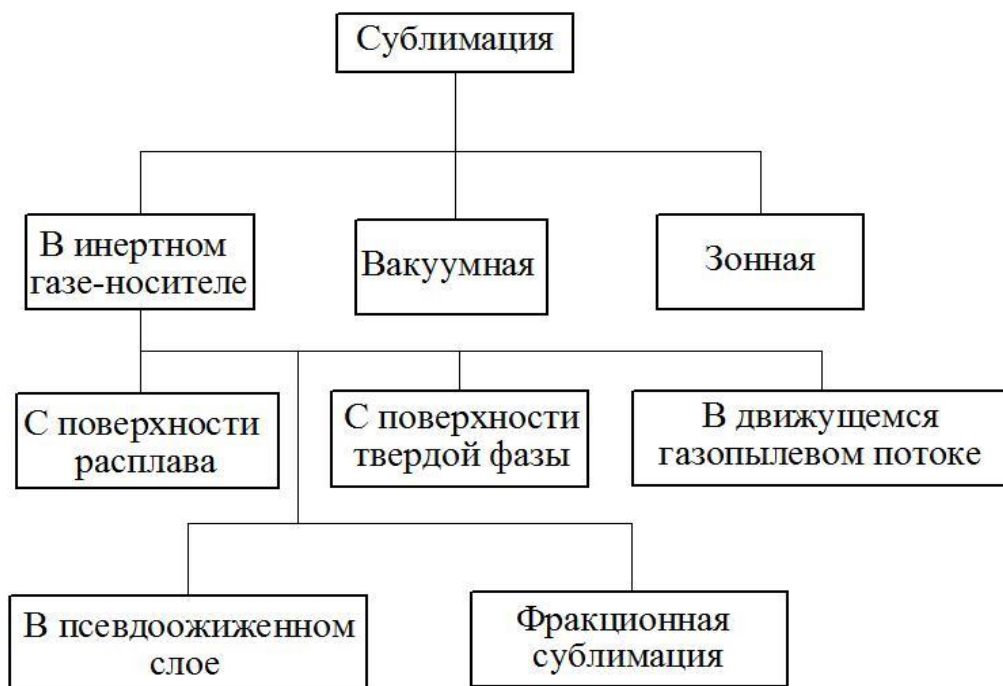 Сублимация
В инертном
газе-носителе
Вакуумная
Зонная
С поверхности
расплава
С поверхности
твердой фазы
В движущемся
газопылевом потоке
В псевдоожиженном
слое
Фракционная
сублимация